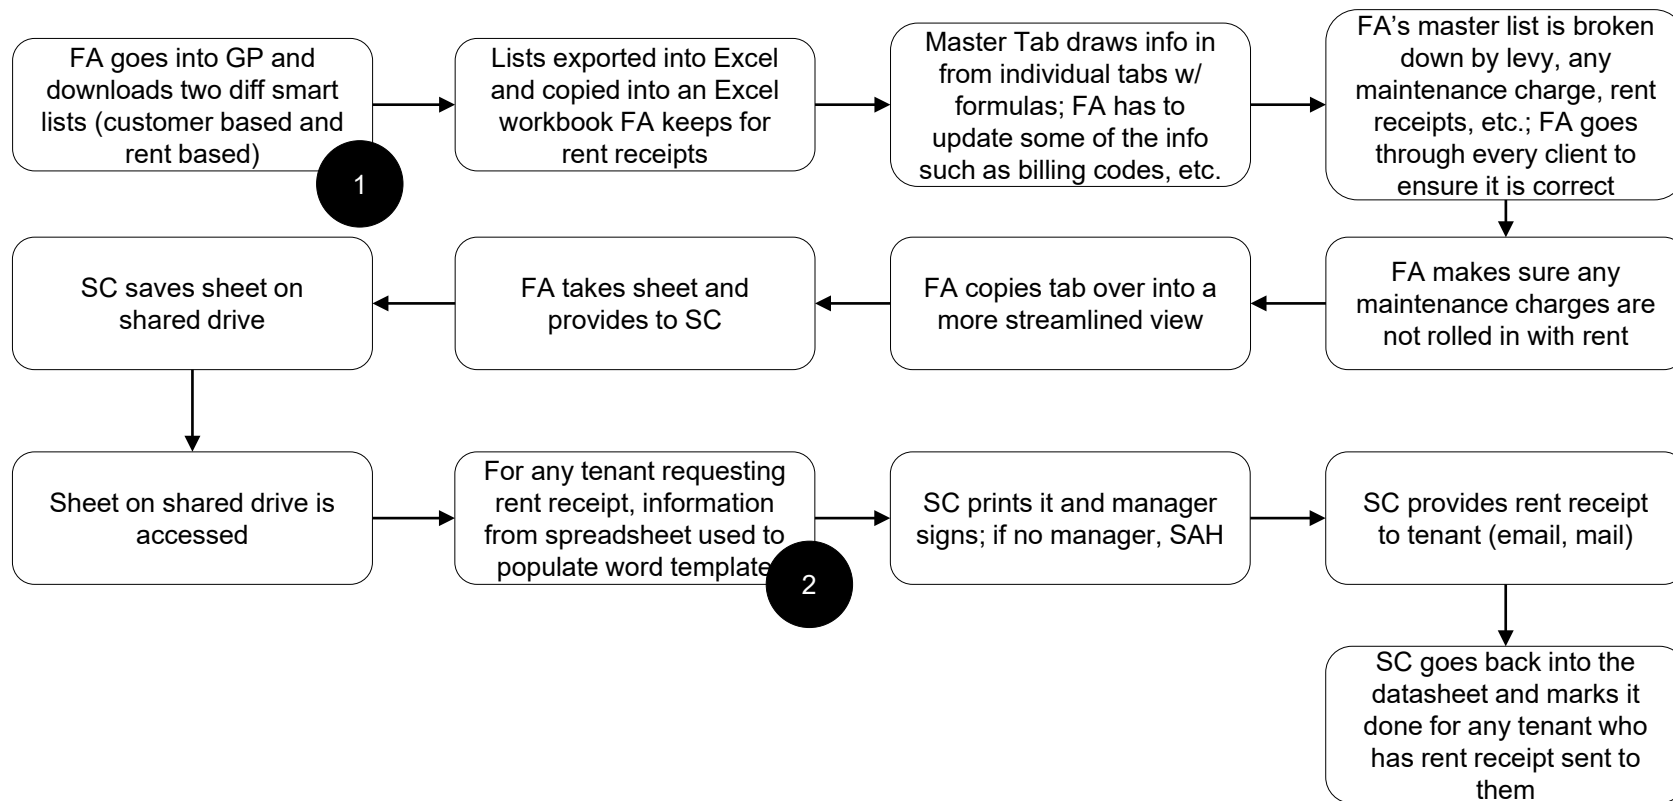 FA goes into GP and
downloads two diff smart
lists (customer based and
rent based)
1
Lists exported into Excel
and copied into an Excel
workbook FA keeps for
rent receipts
Master Tab draws info in
from individual tabs w/
formulas; FA has to
update some of the info
such as billing codes, etc.
FA’s master list is broken
down by levy, any
maintenance charge, rent
receipts, etc.; FA goes
through every client to
ensure it is correct
FA makes sure any
maintenance charges are
not rolled in with rent
FA copies tab over into a
more streamlined view
FA takes sheet and
provides to SC
SC saves sheet on
shared drive
Sheet on shared drive is
accessed
For any tenant requesting
rent receipt, information
from spreadsheet used to
populate word template
2
SC prints it and manager
signs; if no manager, SAH
SC provides rent receipt
to tenant (email, mail)
SC goes back into the
datasheet and marks it
done for any tenant who
has rent receipt sent to
them